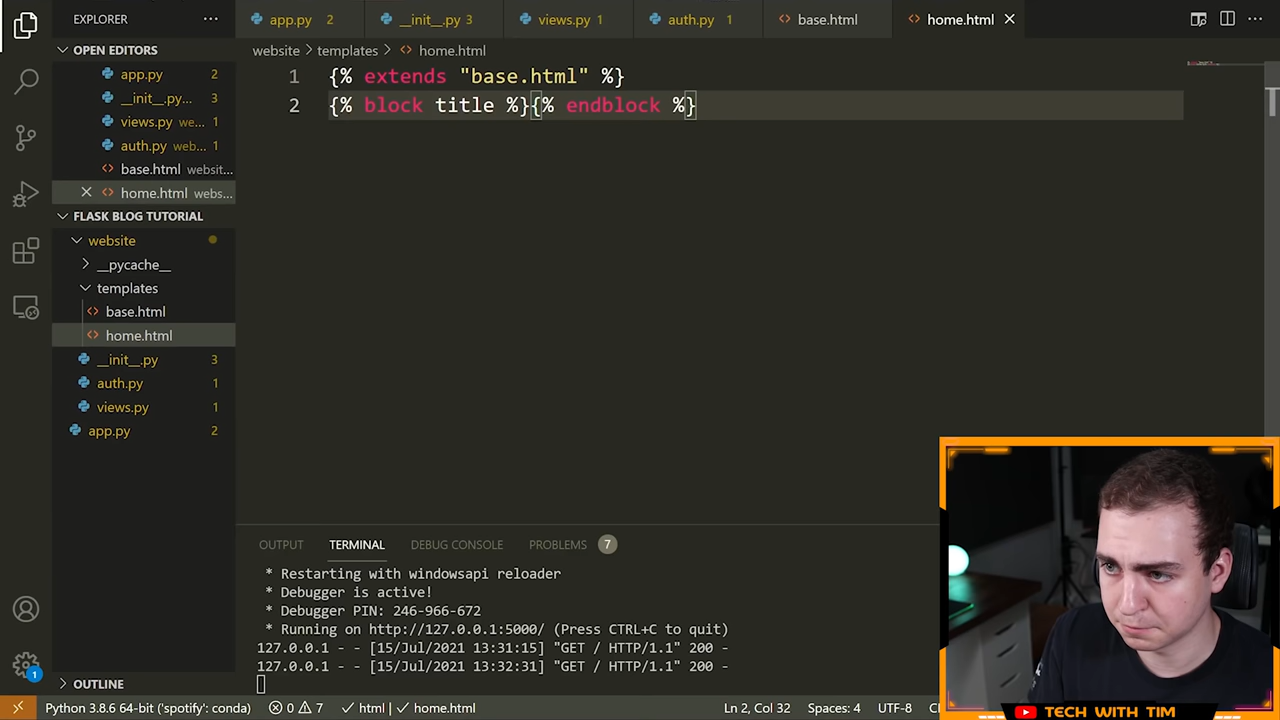 EXPLORER
app.py 2
__init__.py 3
views.py 1
auth.py 1
base.html
home.html
OPEN EDITORS
app.py 2
__init__.py... 3
views.py we... 1
auth.py web... 1
base.html websit...
home.html webs...
FLASK BLOG TUTORIAL
website
__pycache__
templates
base.html
home.html
__init__.py 3
auth.py 1
views.py 1
app.py 2
OUTLINE
website > templates > home.html
1 {% extends "base.html" %}
2 {% block title %}{% endblock %}
OUTPUT TERMINAL DEBUG CONSOLE PROBLEMS 7
* Restarting with windowsapi reloader
* Debugger is active!
* Debugger PIN: 246-966-672
* Running on http://127.0.0.1:5000/ (Press CTRL+C to quit)
127.0.0.1 - - [15/Jul/2021 13:31:15] "GET / HTTP/1.1" 200 -
127.0.0.1 - - [15/Jul/2021 13:32:31] "GET / HTTP/1.1" 200 -
1
Python 3.8.6 64-bit ('spotify': conda) 0 7 html | home.html Ln 2, Col 32 Spaces: 4 UTF-8
TECH WITH TIM